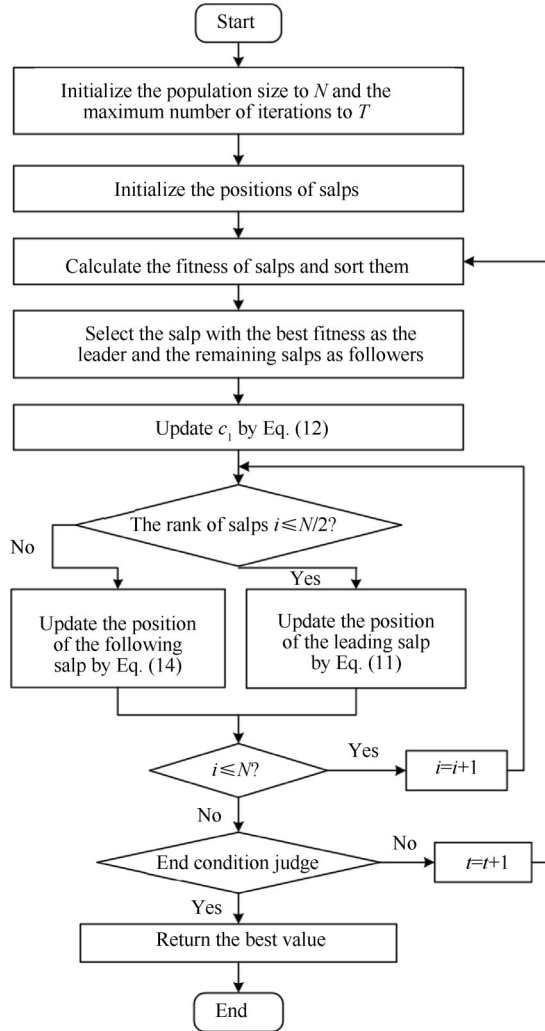 Start
Initialize the population size to N and the
maximum number of iterations to T
Initialize the positions of salps
Calculate the fitness of salps and sort them
Select the salp with the best fitness as the
leader and the remaining salps as followers
Update c₁ by Eq. (12)
The rank of salps i≤N/2?
No
Yes
Update the position
of the following
salp by Eq. (14)
Update the position
of the leading salp
by Eq. (11)
i≤N?
Yes
i=i+1
No
End condition judge
No
t=t+1
Yes
Return the best value
End